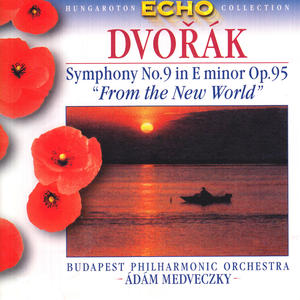 HUNGAROTON ECHO COLLECTION
DVOŘÁK
Symphony No.9 in E minor Op.95
“From the New World”
BUDAPEST PHILHARMONIC ORCHESTRA
-ÁDÁM MEDVECZKY-